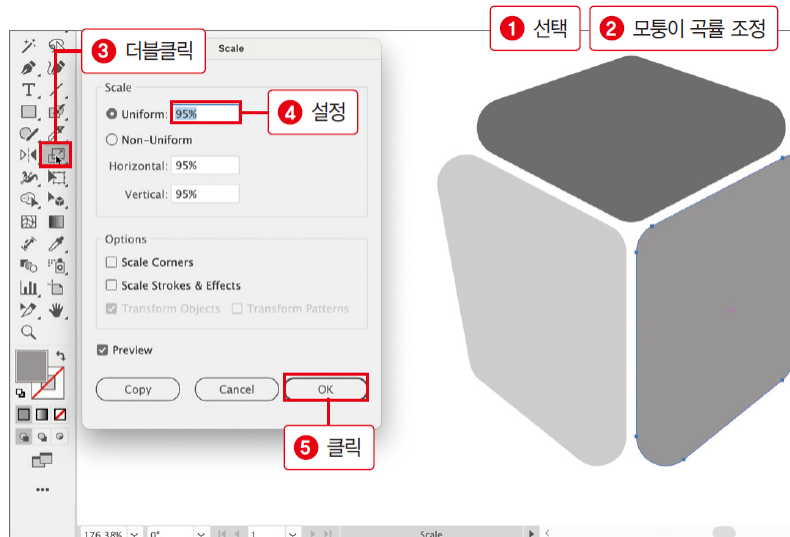 ① 선택
② 모퉁이 곡률 조정
③ 더블클릭
Scale
Scale
Uniform: 95%
④ 설정
Non-Uniform
Horizontal: 95%
Vertical: 95%
Options
Scale Corners
Scale Strokes & Effects
Transform Objects
Transform Patterns
Preview
Copy
Cancel
OK
⑤ 클릭
176.38%
0°
1
Scale